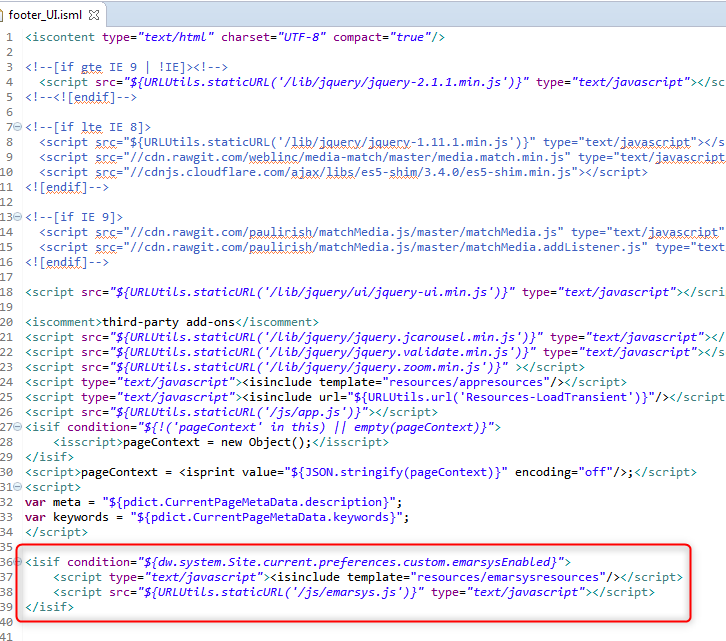 footer_UI.isml
1 <iscontent type="text/html" charset="UTF-8" compact="true"/>
2
3 <!--[if gte IE 9 | !IE]><!-->
4 <script src="${URLUtils.staticURL('/lib/jquery/jquery-2.1.1.min.js')}" type="text/javascript"></sc
5 <!--<![endif]-->
6
7 <!--[if lte IE 8]>
8 <script src="${URLUtils.staticURL('/lib/jquery/jquery-1.11.1.min.js')}" type="text/javascript"></s
9 <script src="//cdn.rawgit.com/weblinc/media-match/master/media.match.min.js" type="text/javascript
10 <script src="//cdnjs.cloudflare.com/ajax/libs/es5-shim/3.4.0/es5-shim.min.js"></script>
11 <![endif]-->
12
13 <!--[if IE 9]>
14 <script src="//cdn.rawgit.com/paulirish/matchMedia.js/master/matchMedia.js" type="text/javascript"
15 <script src="//cdn.rawgit.com/paulirish/matchMedia.js/master/matchMedia.addListener.js" type="text
16 <![endif]-->
17
18 <script src="${URLUtils.staticURL('/lib/jquery/ui/jquery-ui.min.js')}" type="text/javascript"></scri
19
20 <iscomment>third-party add-ons</iscomment>
21 <script src="${URLUtils.staticURL('/lib/jquery/jquery.jcarousel.min.js')}" type="text/javascript"></
22 <script src="${URLUtils.staticURL('/lib/jquery/jquery.validate.min.js')}" type="text/javascript"></s
23 <script src="${URLUtils.staticURL('/lib/jquery/jquery.zoom.min.js')}" ></script>
24 <script type="text/javascript"><isinclude template="resources/appresources"/></script>
25 <script type="text/javascript"><isinclude url="${URLUtils.url('Resources-LoadTransient')}"/></script
26 <script src="${URLUtils.staticURL('/js/app.js')}"></script>
27 <isif condition="${!('pageContext' in this) || empty(pageContext)}">
28 <isscript>pageContext = new Object();</isscript>
29 </isif>
30 <script>pageContext = <isprint value="${JSON.stringify(pageContext)}" encoding="off"/>;</script>
31 <script>
32 var meta = "${pdict.CurrentPageMetaData.description}";
33 var keywords = "${pdict.CurrentPageMetaData.keywords}";
34 </script>
35
36 <isif condition="${dw.system.Site.current.preferences.custom.emarsysEnabled}">
37 <script type="text/javascript"><isinclude template="resources/emarsysresources"/></script>
38 <script src="${URLUtils.staticURL('/js/emarsys.js')}" type="text/javascript"></script>
39 </isif>
40
41